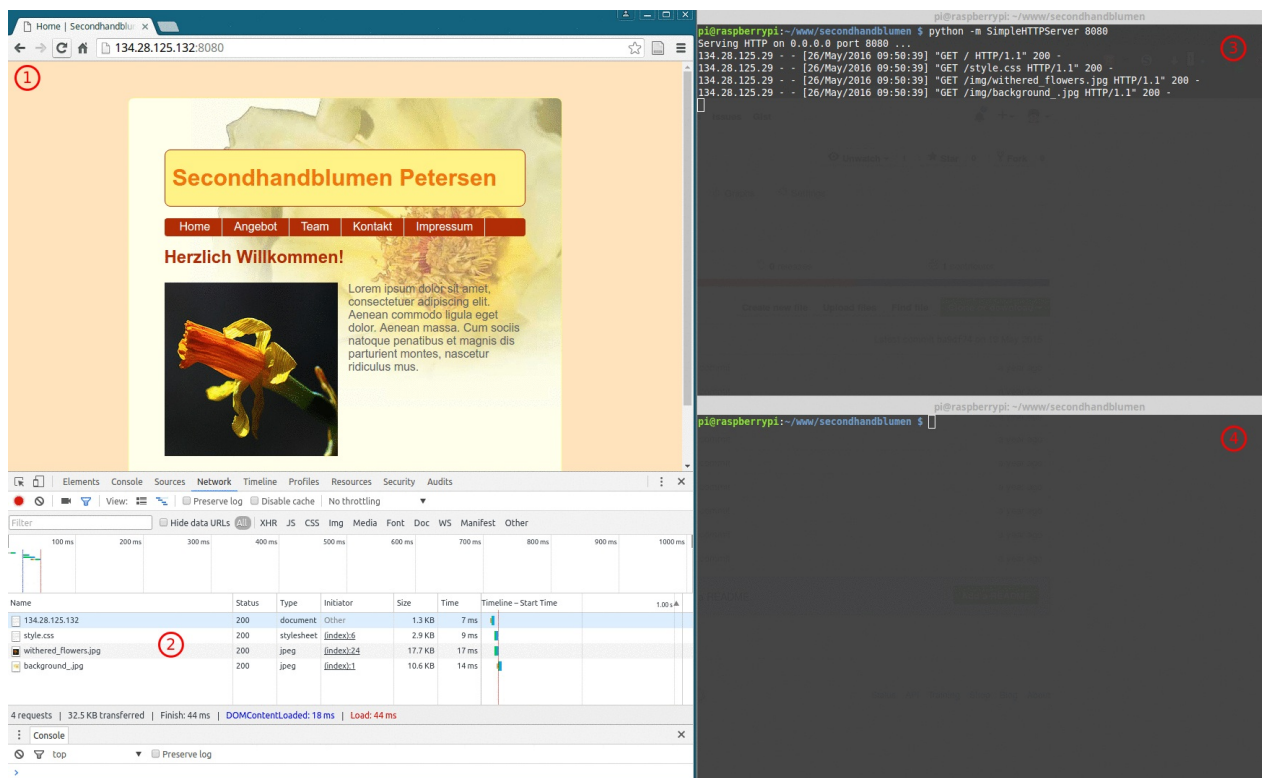 Home | Secondhandblu
134.28.125.132:8080
1
Secondhandblumen Petersen
Home Angebot Team Kontakt Impressum
Herzlich Willkommen!
Lorem ipsum dolor sit amet,
consectetuer adipiscing elit.
Aenean commodo ligula eget
dolor. Aenean massa. Cum sociis
natoque penatibus et magnis dis
parturient montes, nascetur
ridiculus mus.
Elements Console Sources Network Timeline Profiles Resources Security Audits
View: Preserve log Disable cache No throttling
Filter Hide data URLs All XHR JS CSS Img Media Font Doc WS Manifest Other
100 ms 200 ms 300 ms 400 ms 500 ms 600 ms 700 ms 800 ms 900 ms 1000 ms
Name Status Type Initiator Size Time Timeline – Start Time 1.00 s
134.28.125.132 200 document Other 1.3 KB 7 ms
style.css 200 stylesheet (index):6 2.9 KB 9 ms
withered_flowers.jpg 200 jpeg (index):24 17.7 KB 17 ms
background_.jpg 200 jpeg (index):1 10.6 KB 14 ms
2
4 requests | 32.5 KB transferred | Finish: 44 ms | DOMContentLoaded: 18 ms | Load: 44 ms
Console
top Preserve log
pi@raspberrypi: ~/www/secondhandblumen
pi@raspberrypi:~/www/secondhandblumen $ python -m SimpleHTTPServer 8080
Serving HTTP on 0.0.0.0 port 8080 ...
134.28.125.29 - - [26/May/2016 09:50:39] "GET / HTTP/1.1" 200 -
134.28.125.29 - - [26/May/2016 09:50:39] "GET /style.css HTTP/1.1" 200 -
134.28.125.29 - - [26/May/2016 09:50:39] "GET /img/withered_flowers.jpg HTTP/1.1" 200 -
134.28.125.29 - - [26/May/2016 09:50:39] "GET /img/background_.jpg HTTP/1.1" 200 -
3
pi@raspberrypi: ~/www/secondhandblumen
pi@raspberrypi:~/www/secondhandblumen $
4